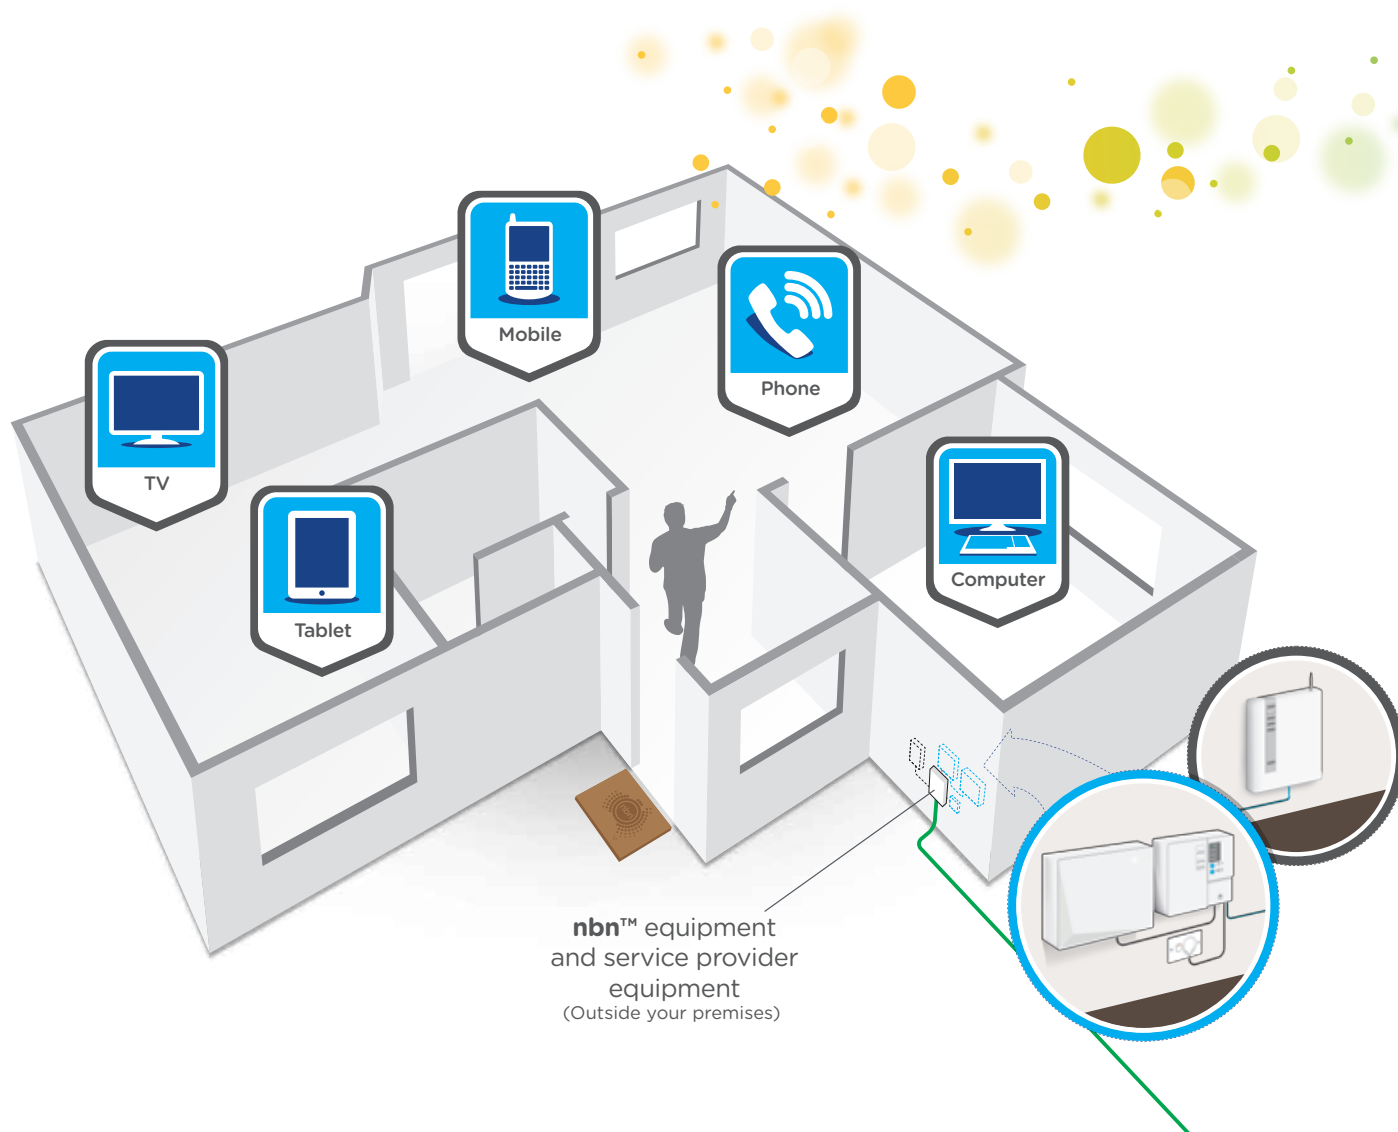 Mobile
Phone
TV
Computer
Tablet
nbn™ equipment
and service provider
equipment
(Outside your premises)